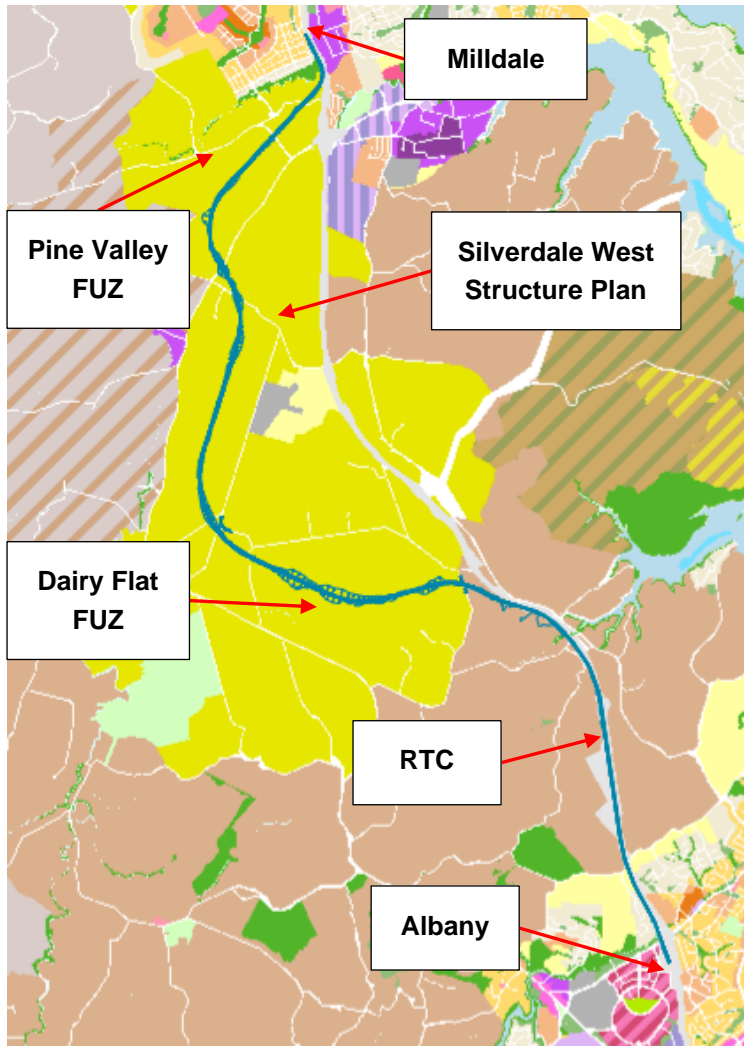 Milldale
Pine Valley
FUZ
Silverdale West
Structure Plan
Dairy Flat
FUZ
RTC
Albany